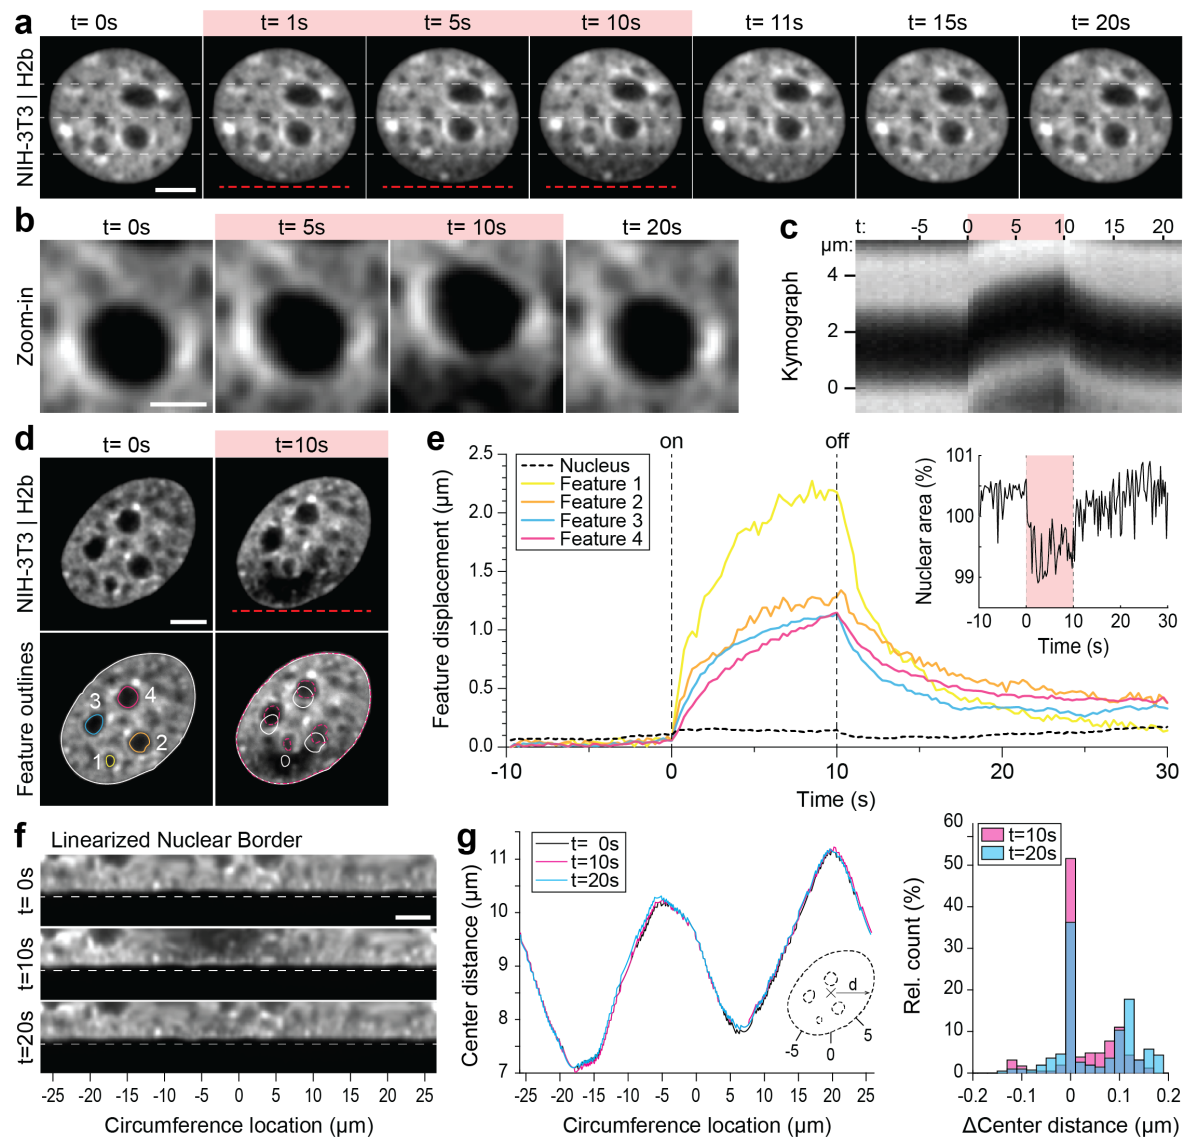 a
t= 0s t= 1s t= 5s t= 10s t= 11s t= 15s t= 20s
NIH-3T3 | H2b
b
t= 0s t= 5s t= 10s t= 20s
Zoom-in
c
t: -5 0 5 10 20
µm:
4
2
0
Kymograph
d
t= 0s t=10s
NIH-3T3 | H2b
Feature outlines
3 4
2
1
e
on off
2.5
2.0
1.5
1.0
0.5
0.0
Feature displacement (µm)
Nucleus
Feature 1
Feature 2
Feature 3
Feature 4
-10 0 10 20 30
Time (s)
101
100
99
Nuclear area (%)
-10 0 10 20 30
Time (s)
f
Linearized Nuclear Border
t= 0s
t=10s
t=20s
-25 -20 -15 -10 -5 0 5 10 15 20 25
Circumference location (µm)
g
11
10
9
8
7
Center distance (µm)
t= 0s
t=10s
t=20s
d
-5 0 5
-25 -20 -15 -10 -5 0 5 10 15 20 25
Circumference location (µm)
60
50
40
30
20
10
0
Rel. count (%)
t=10s
t=20s
-0.2 -0.1 0 0.1 0.2
ΔCenter distance (µm)